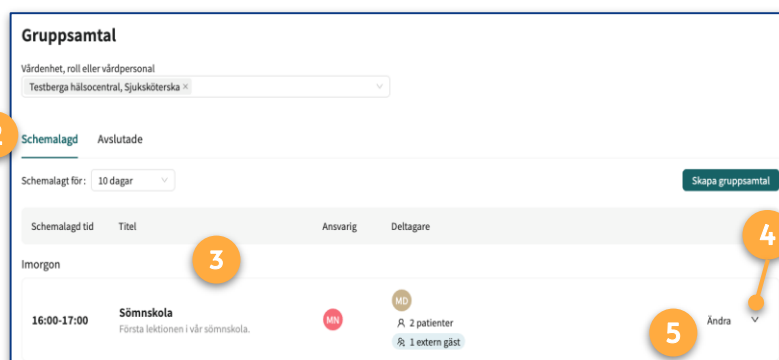 Gruppsamtal
Vårdenhet, roll eller vårdpersonal
Testberga hälsocentral, Sjuksköterska ×
2
Schemalagd Avslutade
Schemalagt för: 10 dagar
Skapa gruppsamtal
Schemalagd tid Titel Ansvarig Deltagare
3
4
Imorgon
MD
16:00-17:00 Sömnskola MN 2 patienter Ändra
Första lektionen i vår sömnskola.
1 extern gäst
5